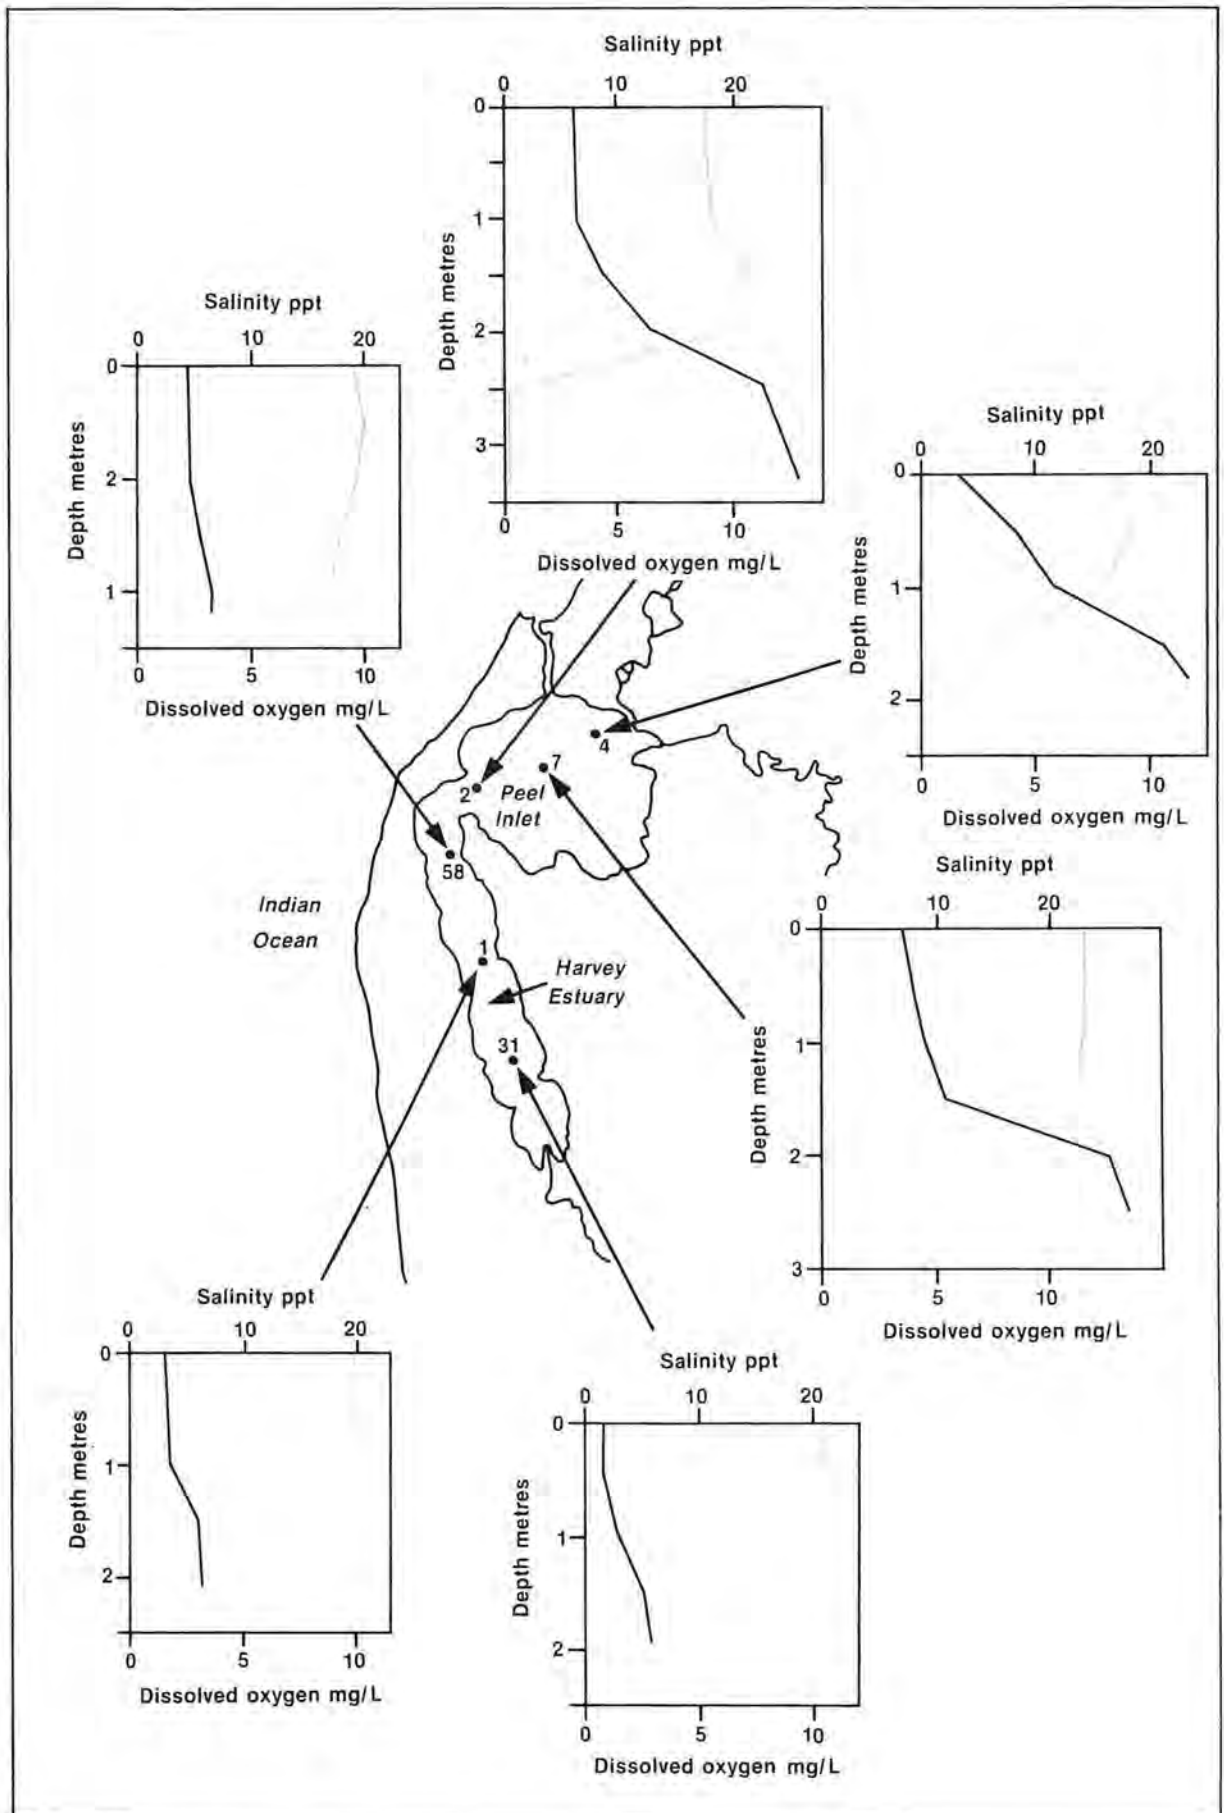 Salinity ppt
0 10 20
0
1
2
3
Depth metres
0 5 10
Dissolved oxygen mg/L
Salinity ppt
0 10 20
0
2
1
Depth metres
0 5 10
Dissolved oxygen mg/L
Salinity ppt
0 10 20
0
1
2
Depth metres
0 5 10
Dissolved oxygen mg/L
4
7
2
Peel
Inlet
58
Indian
Ocean
1
Harvey
Estuary
31
Salinity ppt
0 10 20
0
1
2
3
Depth metres
0 5 10
Dissolved oxygen mg/L
Salinity ppt
0 10 20
0
1
2
Depth metres
0 5 10
Dissolved oxygen mg/L
Salinity ppt
0 10 20
0
1
2
Depth metres
0 5 10
Dissolved oxygen mg/L